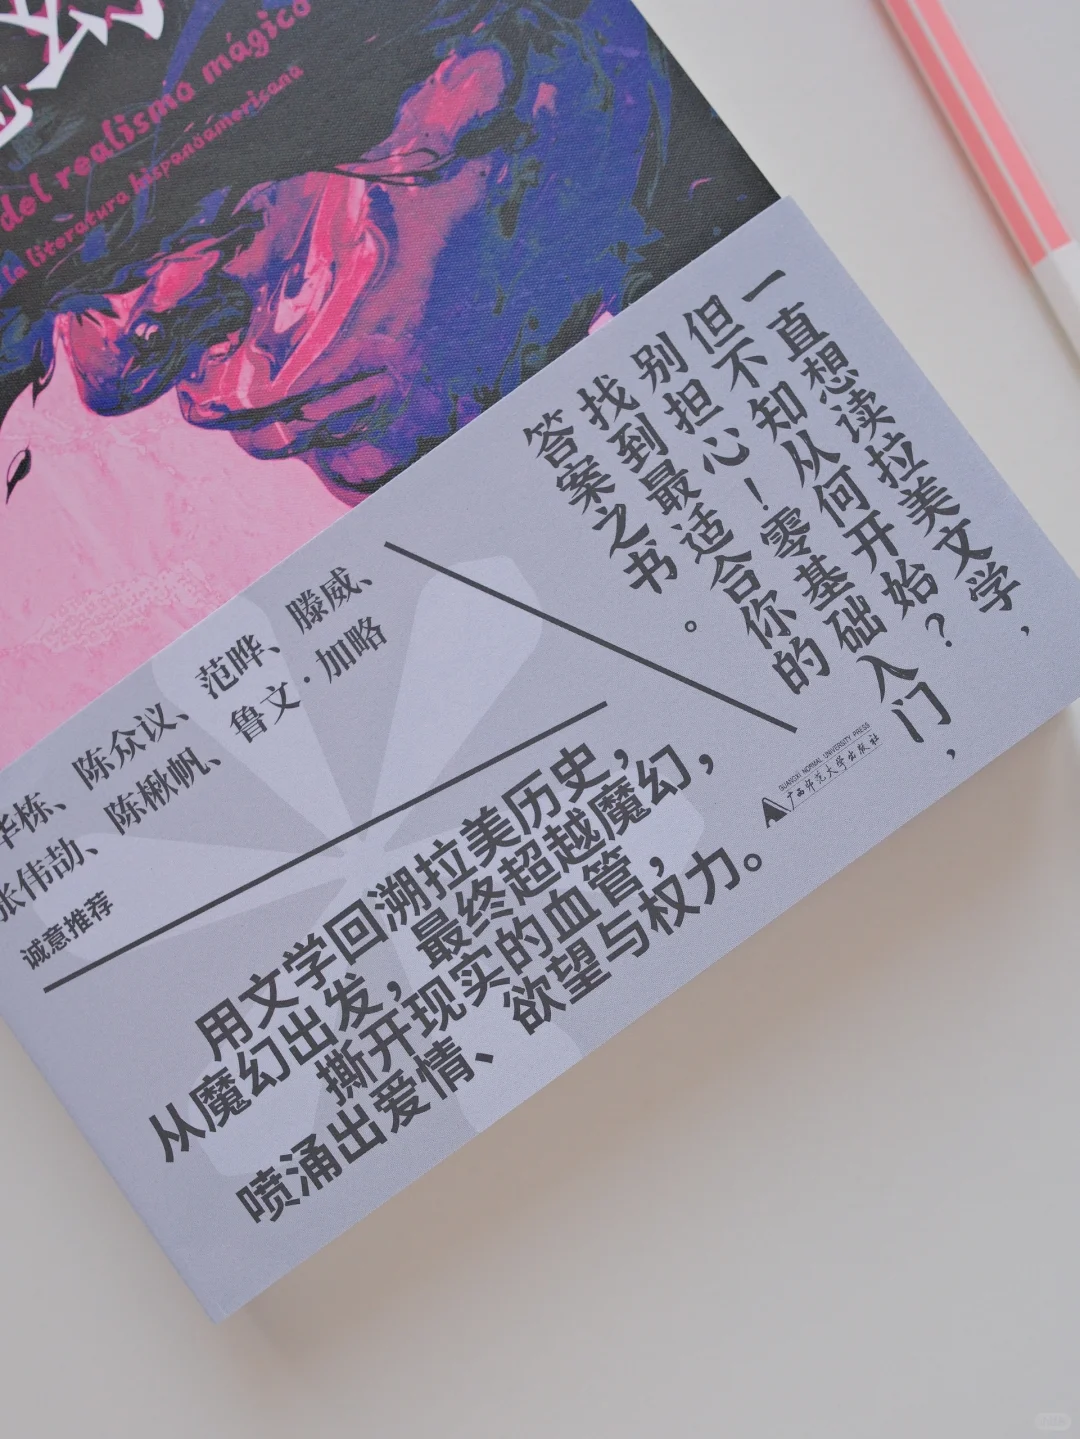 del realismo mágico
la literatura hispanoamericana
一直想读拉美文学，
但不知从何开始？
别担心！零基础入门，
找到最适合你的
答案之书。
华栋、陈众议、范晔、滕威、
张伟劼、陈楸帆、鲁文·加略
诚意推荐
GUANGXI NORMAL UNIVERSITY PRESS
广西师范大学出版社
用文学回溯拉美历史，
从魔幻出发，最终超越魔幻，
撕开现实的血管，
喷涌出爱情、欲望与权力。